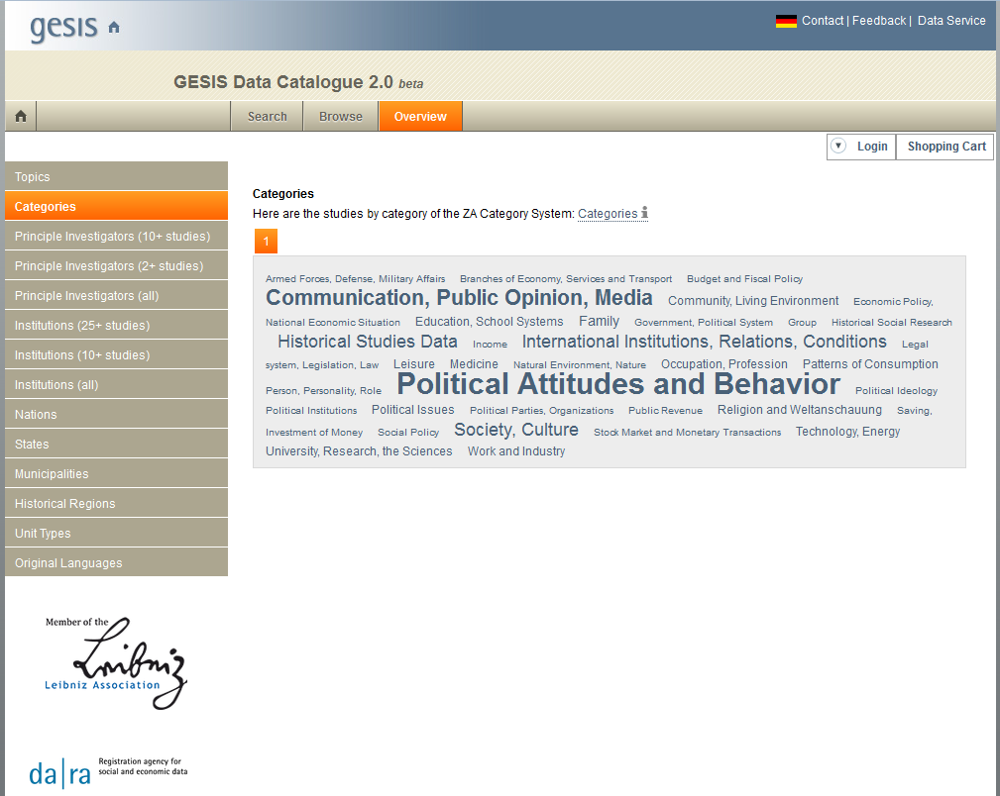 gesis
Contact | Feedback | Data Service
GESIS Data Catalogue 2.0 beta
Search Browse Overview
Login Shopping Cart
Topics
Categories
Principle Investigators (10+ studies)
Principle Investigators (2+ studies)
Principle Investigators (all)
Institutions (25+ studies)
Institutions (10+ studies)
Institutions (all)
Nations
States
Municipalities
Historical Regions
Unit Types
Original Languages
Member of the
Leibniz
Leibniz Association
da|ra Registration agency for
social and economic data
Categories
Here are the studies by category of the ZA Category System: Categories
1
Armed Forces, Defense, Military Affairs Branches of Economy, Services and Transport Budget and Fiscal Policy
Communication, Public Opinion, Media Community, Living Environment Economic Policy,
National Economic Situation Education, School Systems Family Government, Political System Group Historical Social Research
Historical Studies Data Income International Institutions, Relations, Conditions Legal
system, Legislation, Law Leisure Medicine Natural Environment, Nature Occupation, Profession Patterns of Consumption
Person, Personality, Role Political Attitudes and Behavior Political Ideology
Political Institutions Political Issues Political Parties, Organizations Public Revenue Religion and Weltanschauung Saving,
Investment of Money Social Policy Society, Culture Stock Market and Monetary Transactions Technology, Energy
University, Research, the Sciences Work and Industry